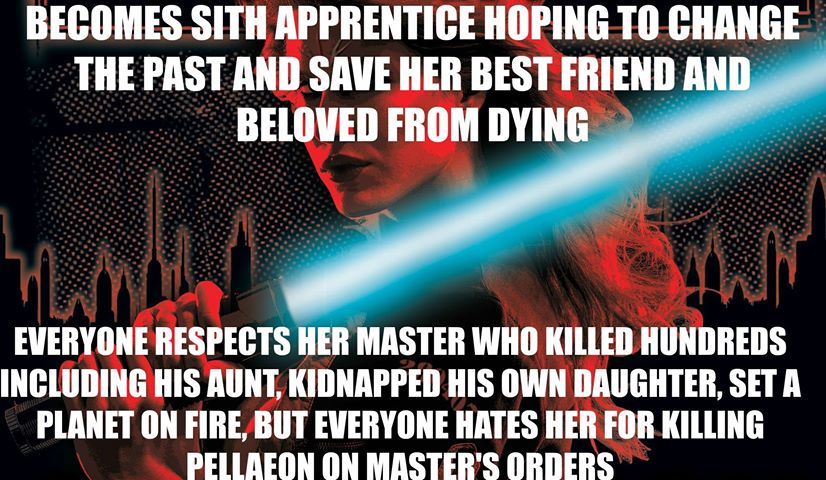 BECOMES SITH APPRENTICE HOPING TO CHANGE
THE PAST AND SAVE HER BEST FRIEND AND
BELOVED FROM DYING
EVERYONE RESPECTS HER MASTER WHO KILLED HUNDREDS
INCLUDING HIS AUNT, KIDNAPPED HIS OWN DAUGHTER, SET A
PLANET ON FIRE, BUT EVERYONE HATES HER FOR KILLING
PELLAEON ON MASTER'S ORDERS